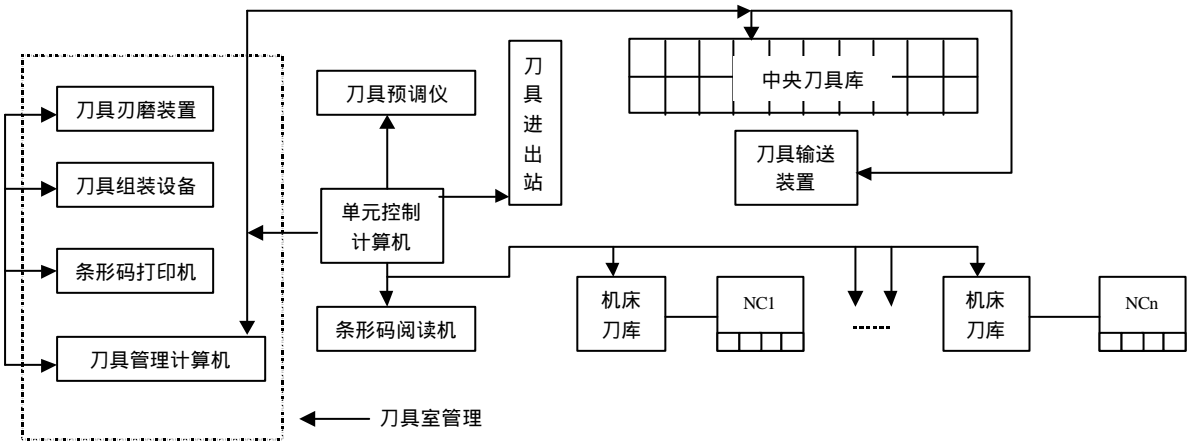 刀具刃磨装置
刀具组装设备
条形码打印机
刀具管理计算机
刀具预调仪
单元控制
计算机
条形码阅读机
刀
具
进
出
站
中央刀具库
刀具输送
装置
机床
刀库
NC1
······
机床
刀库
NCn
刀具室管理